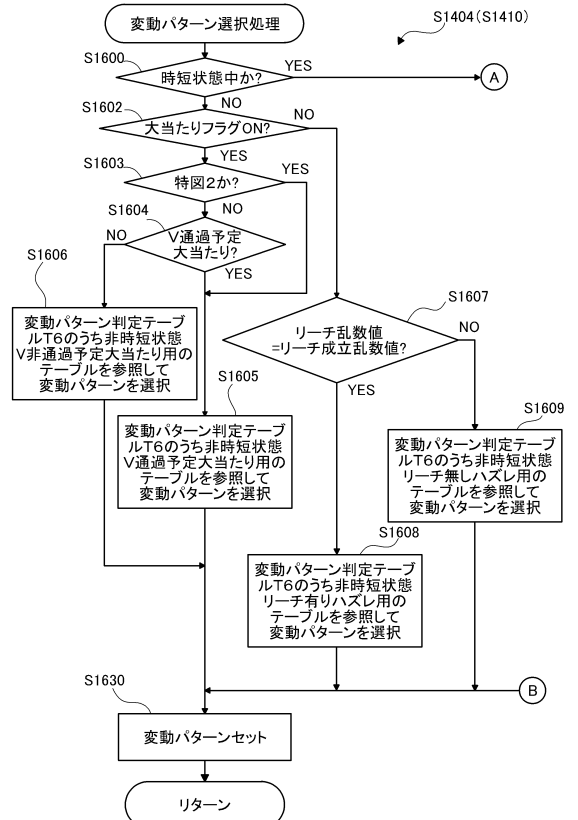 変動パターン選択処理
S1404(S1410)
S1600
時短状態中か?
YES
A
NO
S1602
大当たりフラグON?
NO
YES
S1603
特図2か?
YES
NO
S1604
V通過予定
大当たり?
NO
YES
S1606
変動パターン判定テーブ
ルT6のうち非時短状態
V非通過予定大当たり用の
テーブルを参照して
変動パターンを選択
S1607
リーチ乱数値
=リーチ成立乱数値?
NO
YES
S1605
変動パターン判定テーブ
ルT6のうち非時短状態
V通過予定大当たり用の
テーブルを参照して
変動パターンを選択
S1609
変動パターン判定テーブ
ルT6のうち非時短状態
リーチ無しハズレ用の
テーブルを参照して
変動パターンを選択
S1608
変動パターン判定テーブ
ルT6のうち非時短状態
リーチ有りハズレ用の
テーブルを参照して
変動パターンを選択
B
S1630
変動パターンセット
リターン